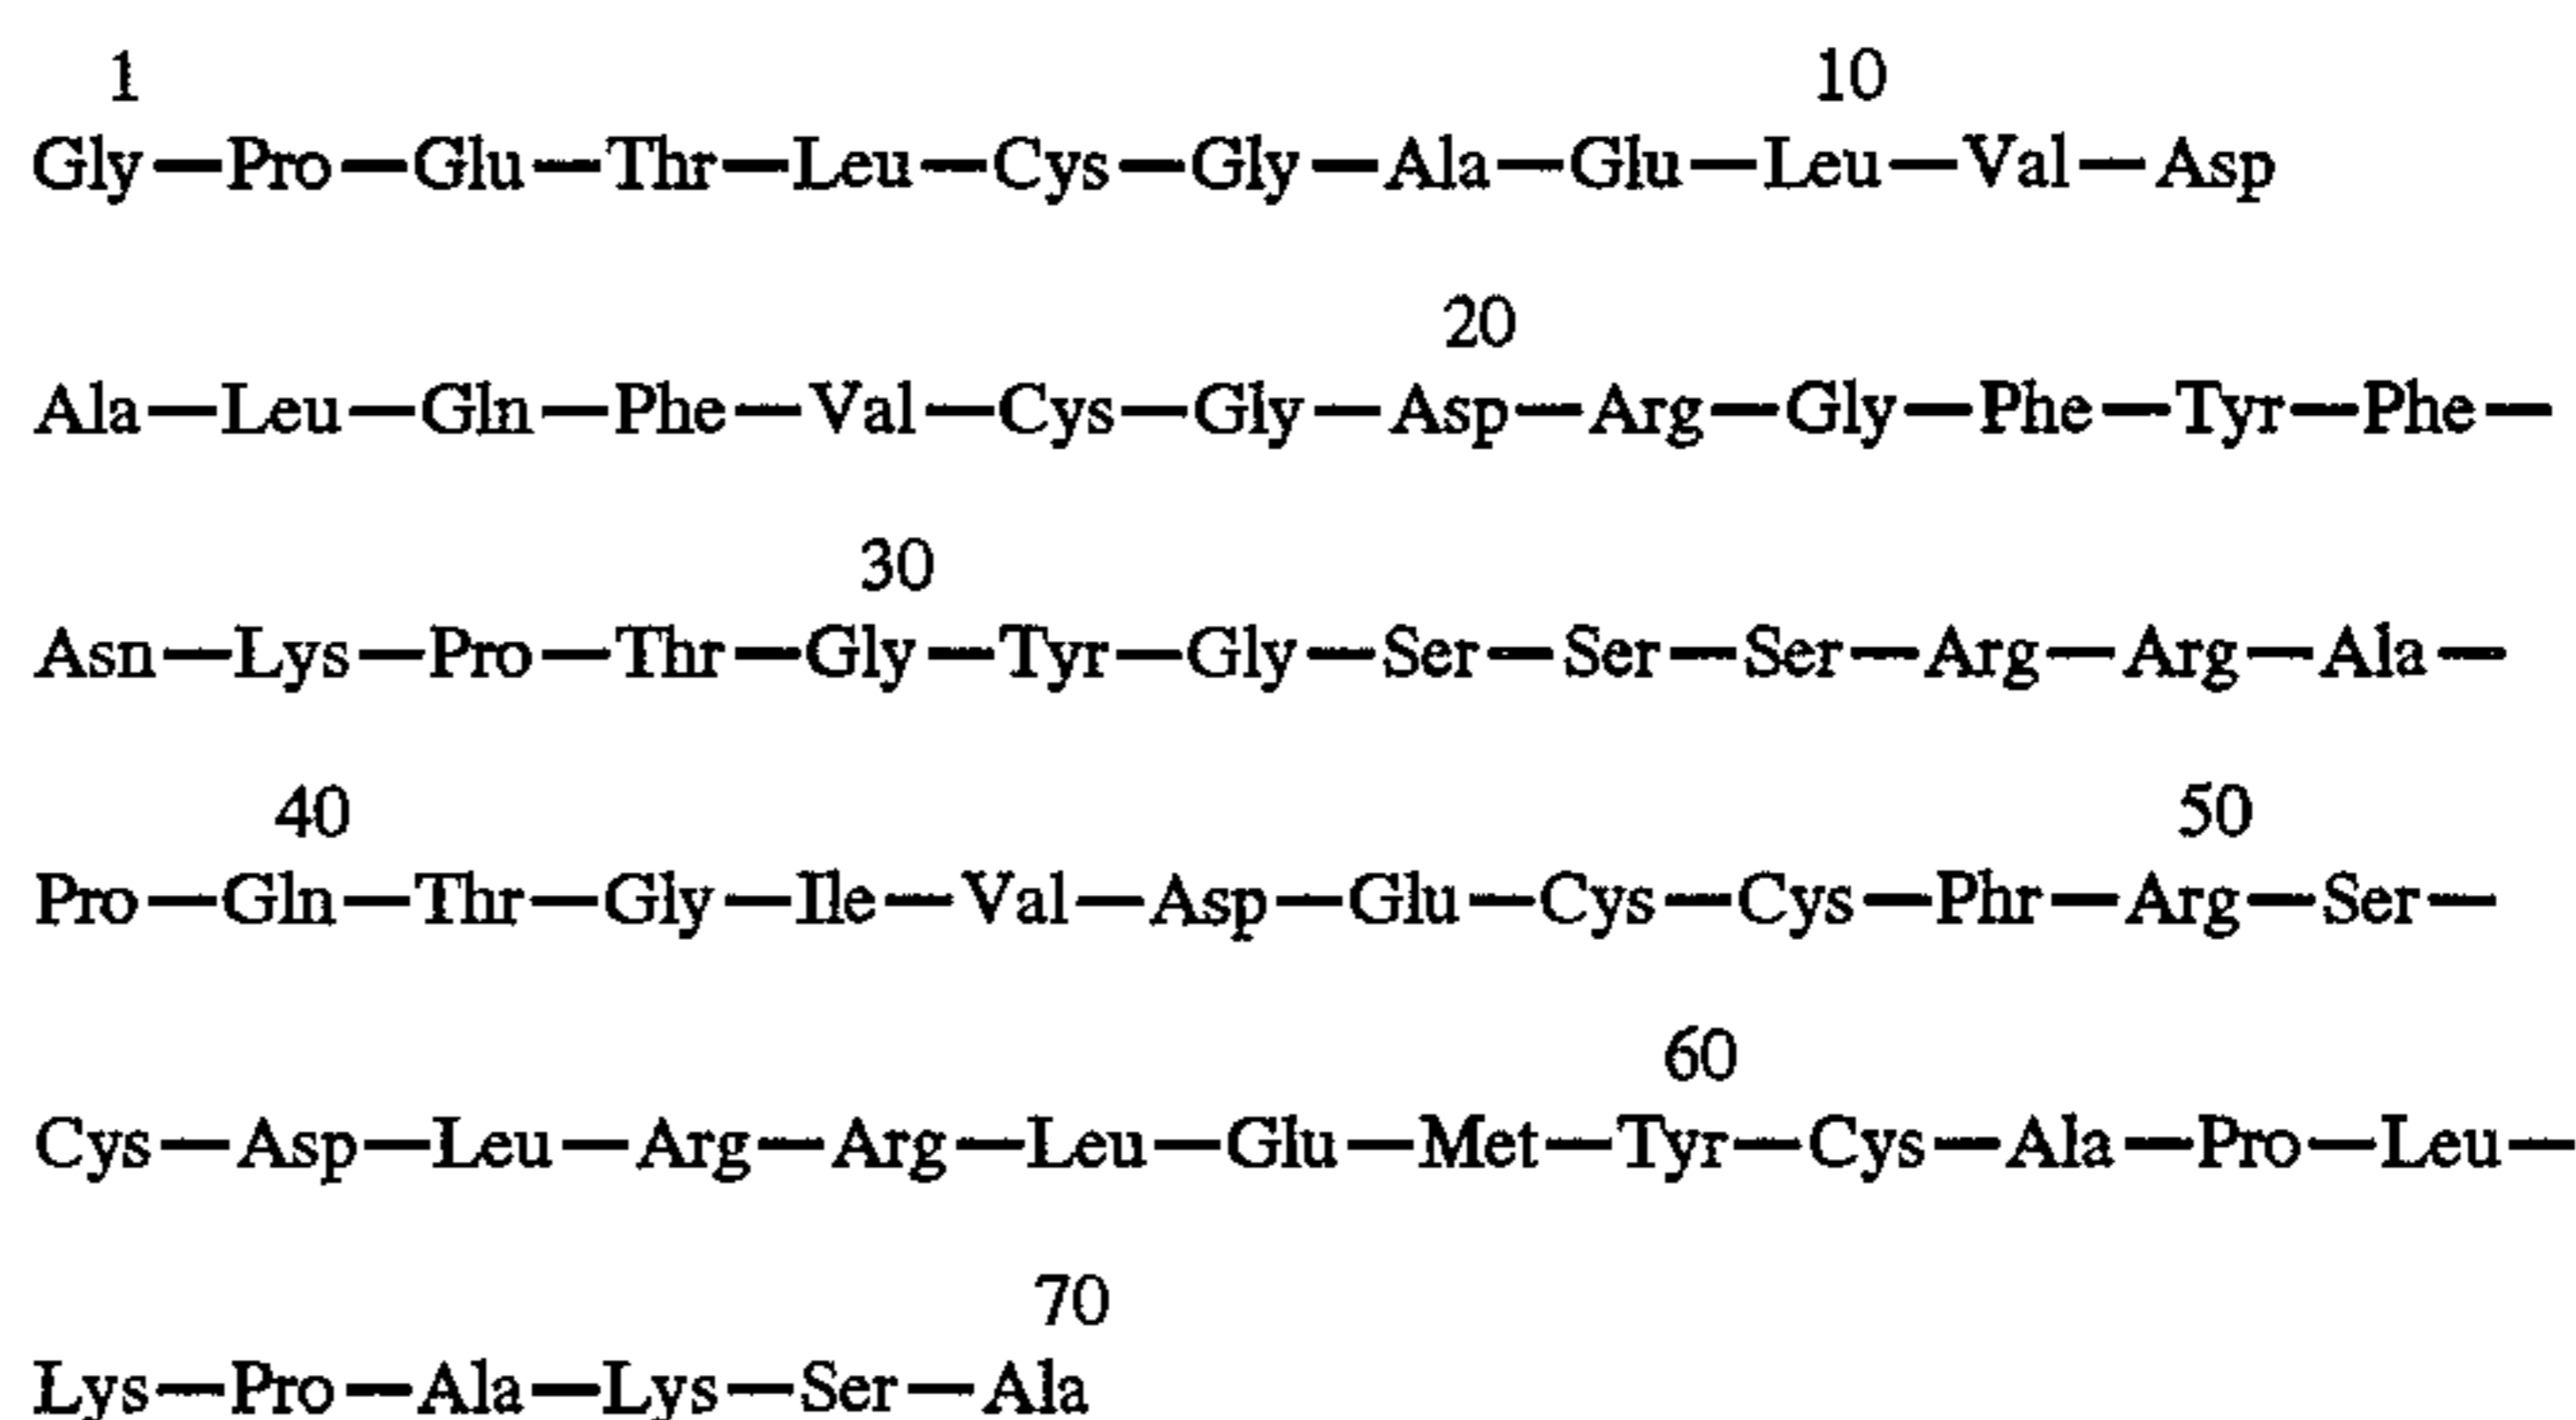 1 10
Gly—Pro—Glu—Thr—Leu—Cys—Gly—Ala—Glu—Leu—Val—Asp
20
Ala—Leu—Gln—Phe—Val—Cys—Gly—Asp—Arg—Gly—Phe—Tyr—Phe—
30
Asn—Lys—Pro—Thr—Gly—Tyr—Gly—Ser—Ser—Ser—Arg—Arg—Ala—
40 50
Pro—Gln—Thr—Gly—Ile—Val—Asp—Glu—Cys—Cys—Phr—Arg—Ser—
60
Cys—Asp—Leu—Arg—Arg—Leu—Glu—Met—Tyr—Cys—Ala—Pro—Leu—
70
Lys—Pro—Ala—Lys—Ser—Ala